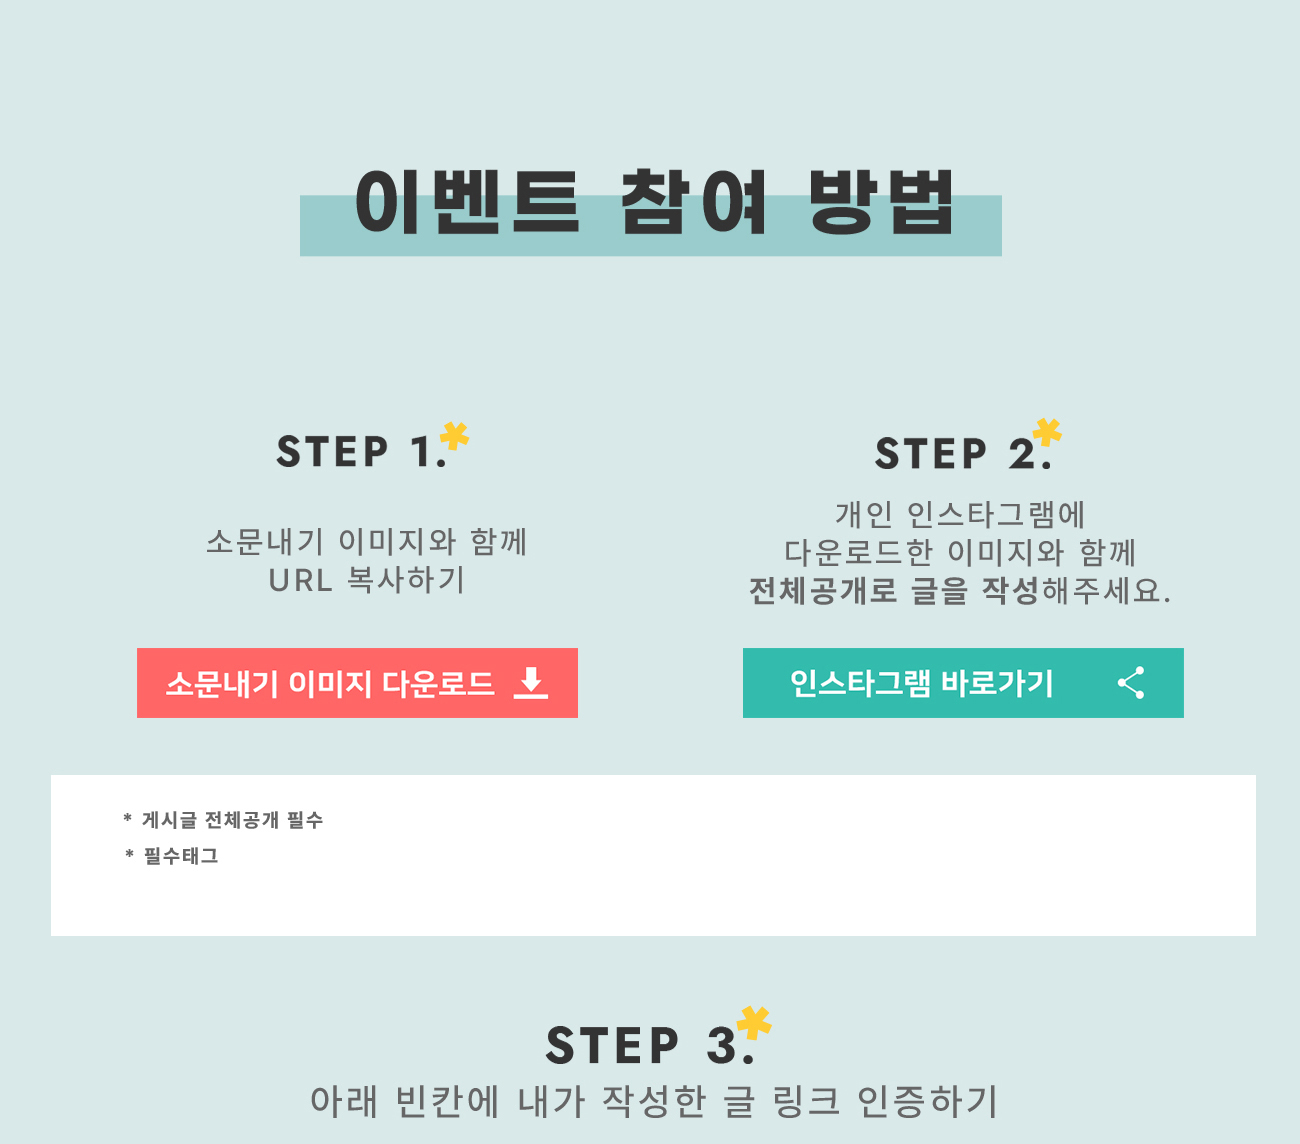 이벤트 참여 방법
STEP 1.
소문내기 이미지와 함께
URL 복사하기
소문내기 이미지 다운로드
STEP 2.
개인 인스타그램에
다운로드한 이미지와 함께
전체공개로 글을 작성해주세요.
인스타그램 바로가기
* 게시글 전체공개 필수
* 필수태그
STEP 3.
아래 빈칸에 내가 작성한 글 링크 인증하기